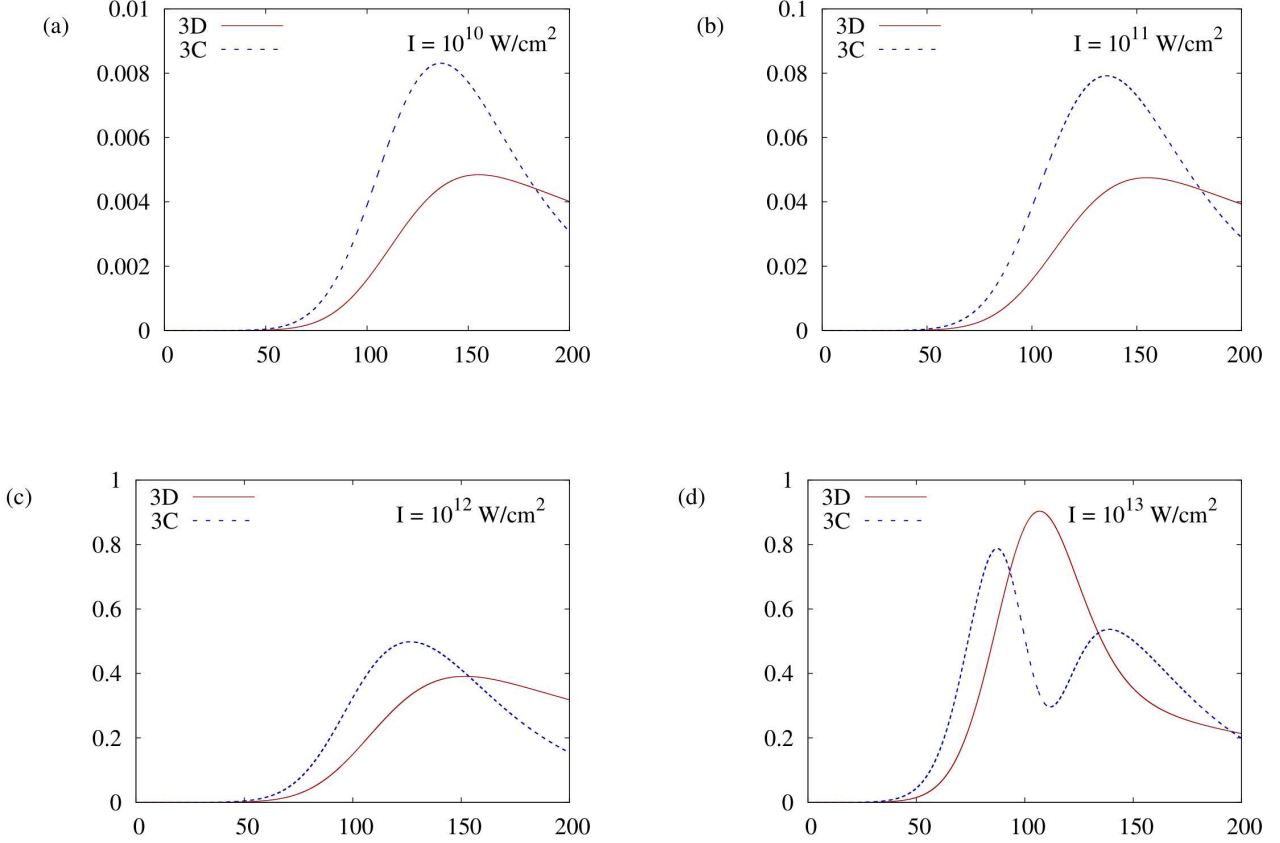 (a)
0.01
3D
3C
I = 10^10 W/cm^2
0.008
0.006
0.004
0.002
0
0 50 100 150 200
(b)
0.1
3D
3C
I = 10^11 W/cm^2
0.08
0.06
0.04
0.02
0
0 50 100 150 200
(c)
1
3D
3C
I = 10^12 W/cm^2
0.8
0.6
0.4
0.2
0
0 50 100 150 200
(d)
1
3D
3C
I = 10^13 W/cm^2
0.8
0.6
0.4
0.2
0
0 50 100 150 200